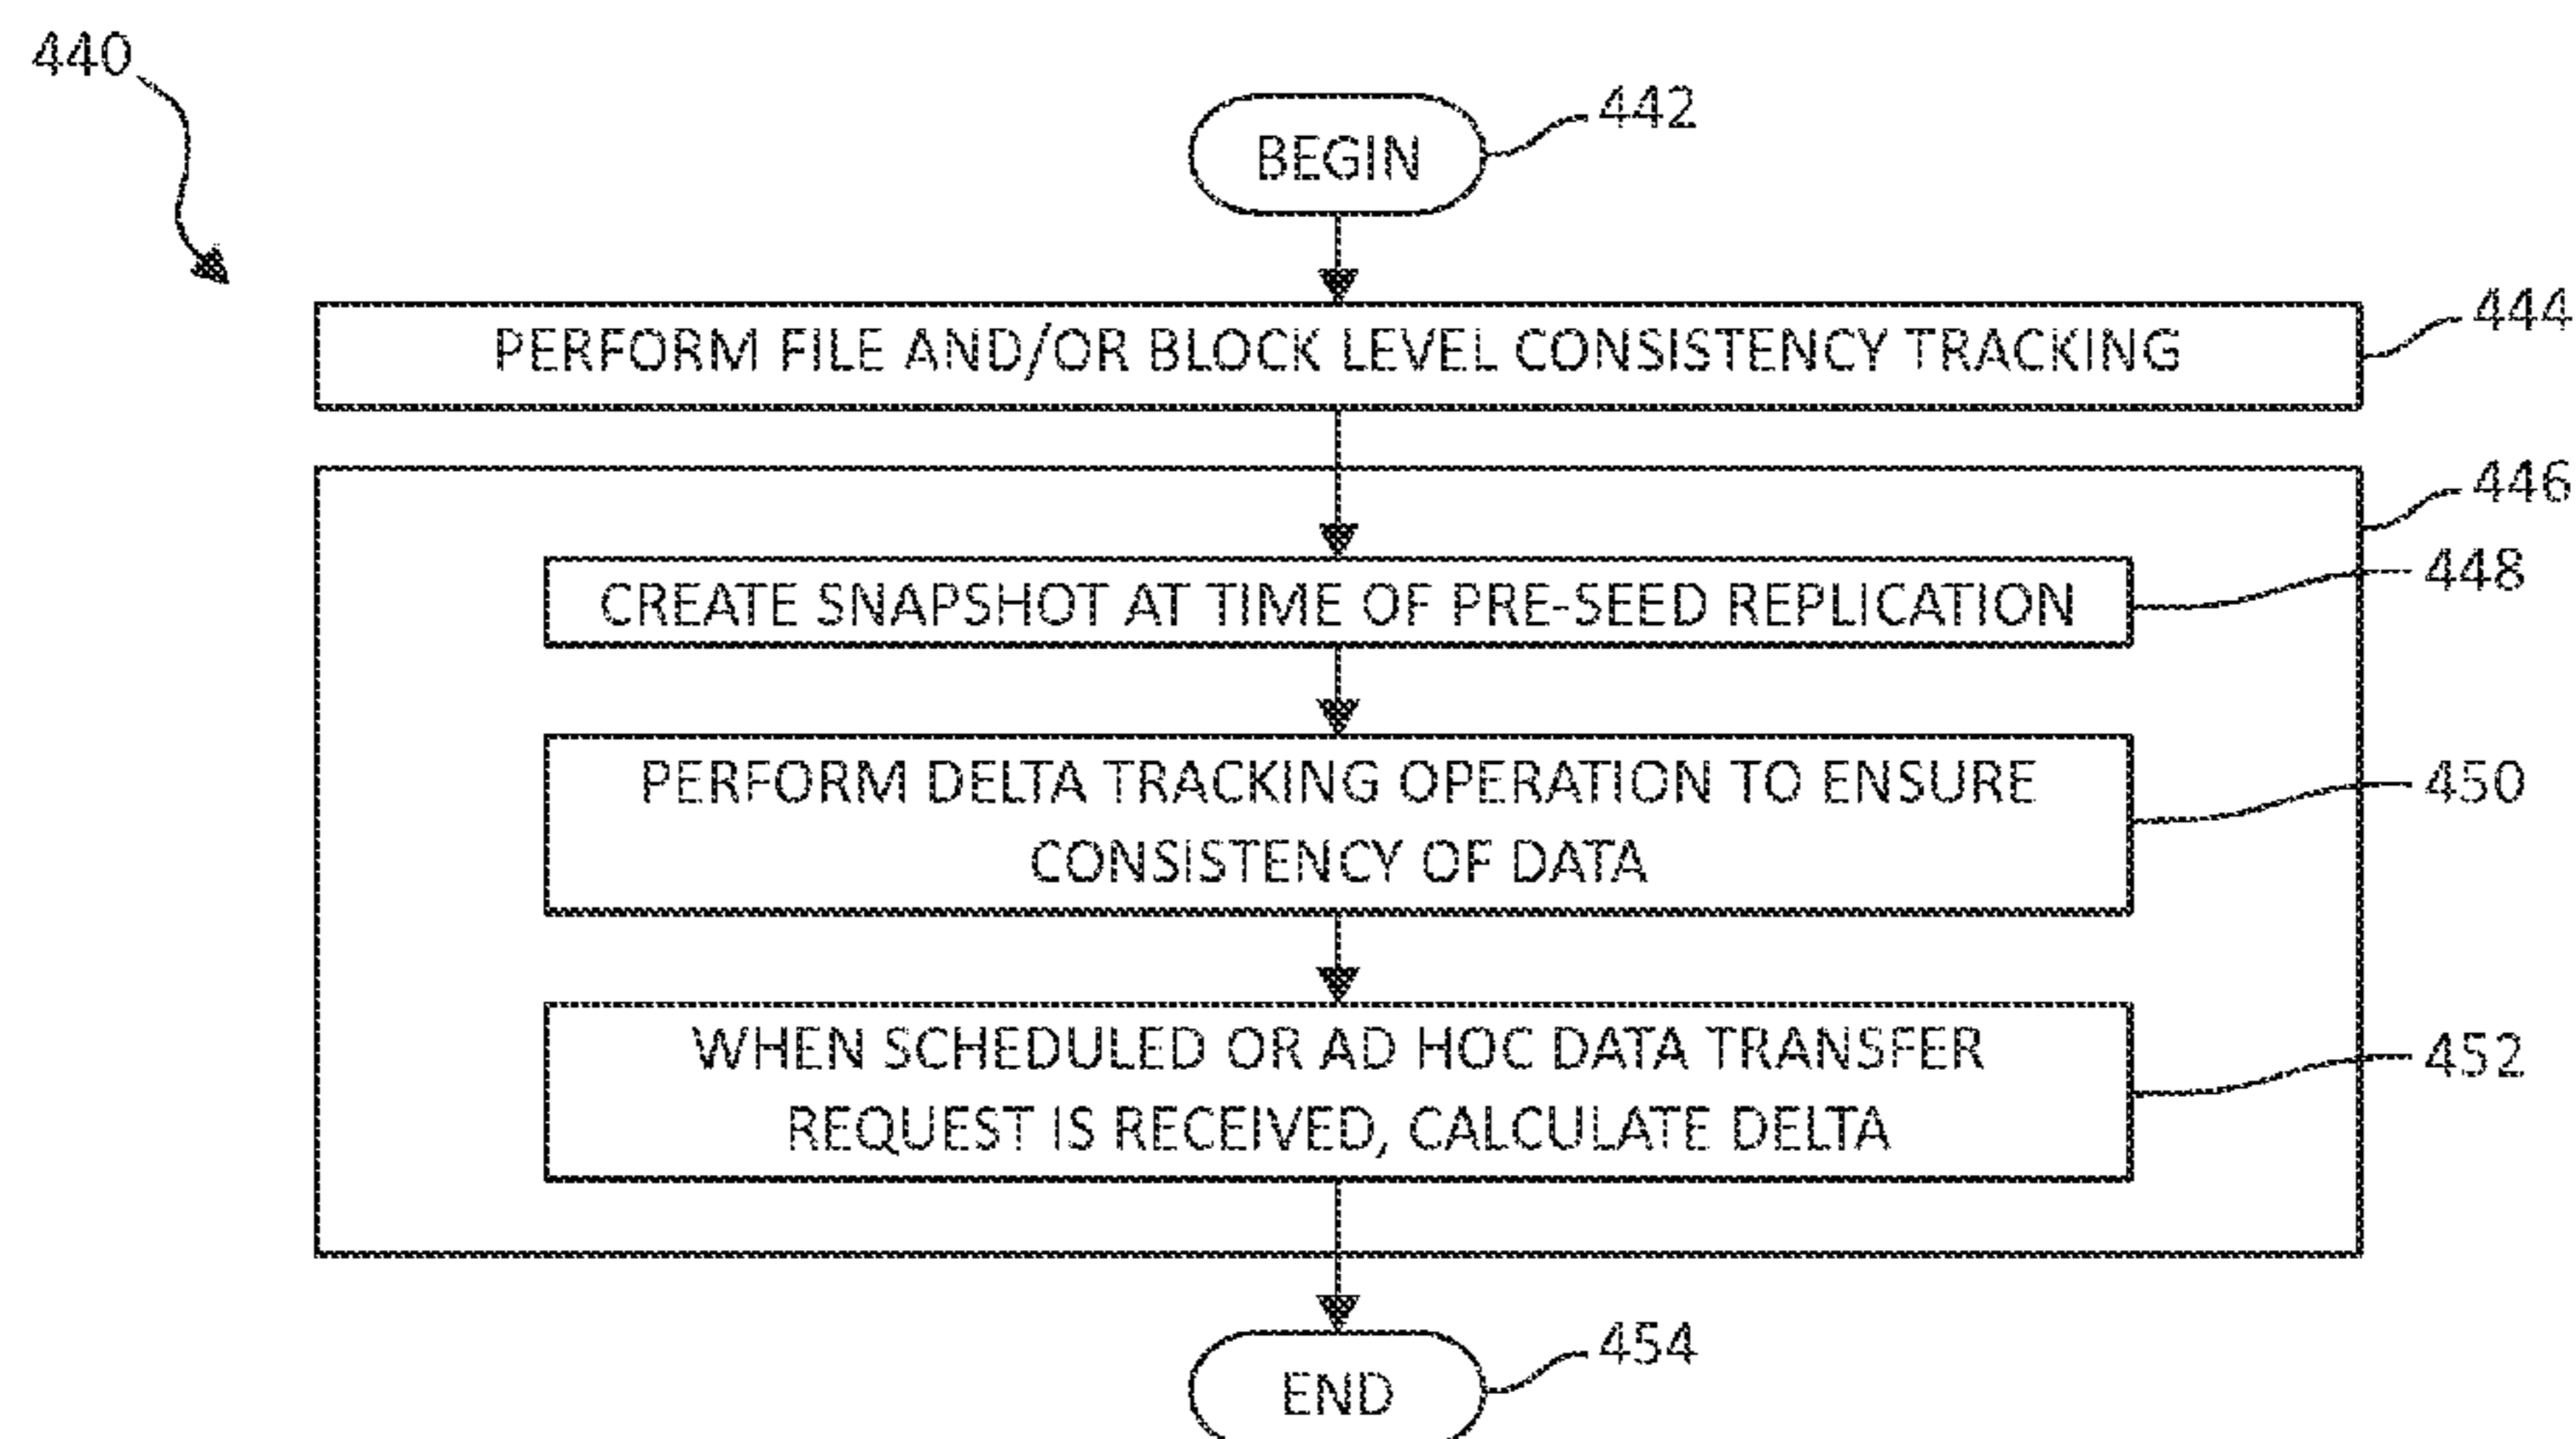 440
BEGIN
442
PERFORM FILE AND/OR BLOCK LEVEL CONSISTENCY TRACKING
444
446
CREATE SNAPSHOT AT TIME OF PRE-SEED REPLICATION
448
PERFORM DELTA TRACKING OPERATION TO ENSURE
CONSISTENCY OF DATA
450
WHEN SCHEDULED OR AD HOC DATA TRANSFER
REQUEST IS RECEIVED, CALCULATE DELTA
452
END
454